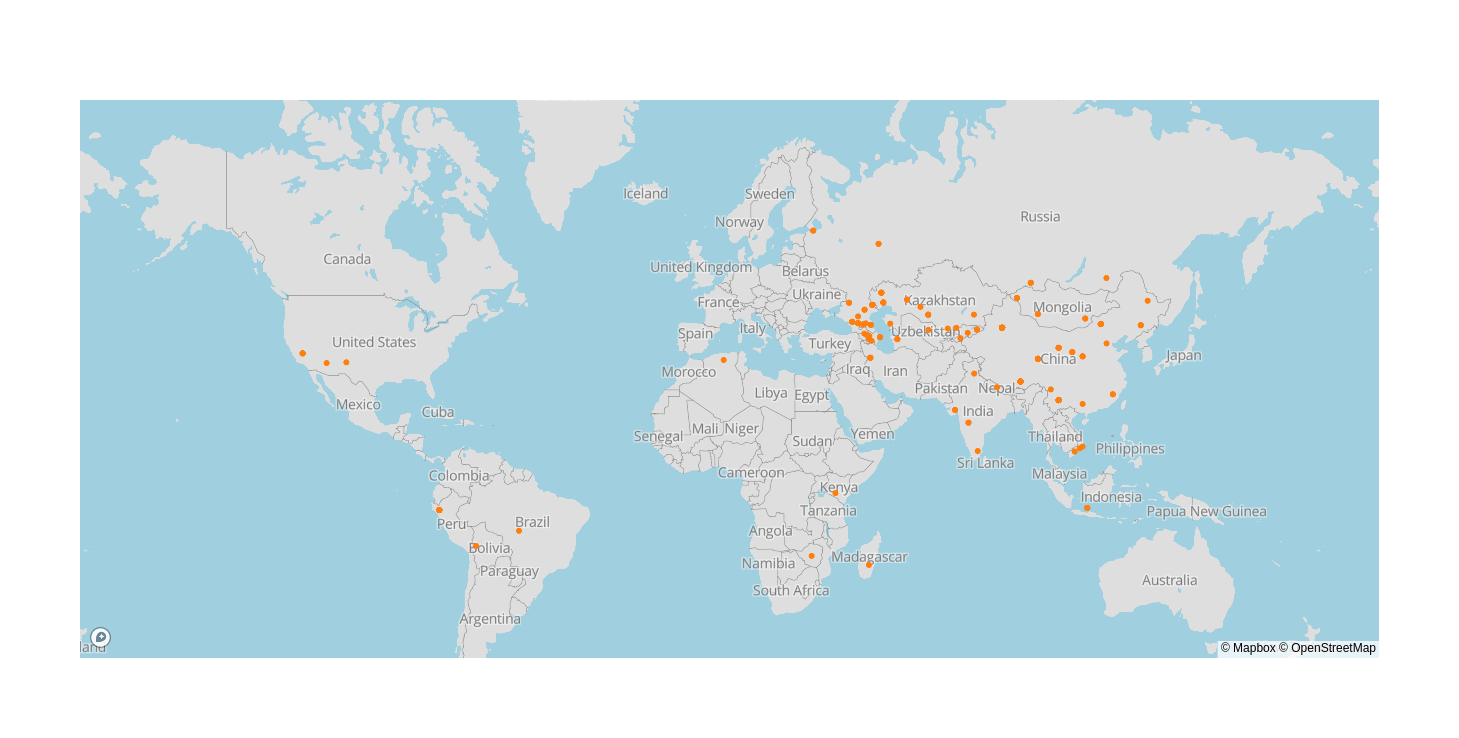 Iceland
Sweden
Norway
Russia
Canada
United Kingdom
Belarus
Ukraine
France
Kazakhstan
Mongolia
Spain
Italy
Uzbekistan
United States
Turkey
Japan
China
Morocco
Iraq
Iran
Pakistan
Nepal
Libya
Egypt
Mexico
Cuba
India
Mali
Niger
Senegal
Sudan
Yemen
Thailand
Philippines
Sri Lanka
Colombia
Cameroon
Malaysia
Kenya
Indonesia
Tanzania
Papua New Guinea
Peru
Brazil
Angola
Bolivia
Namibia
Madagascar
Paraguay
Australia
South Africa
Argentina
land
© Mapbox © OpenStreetMap